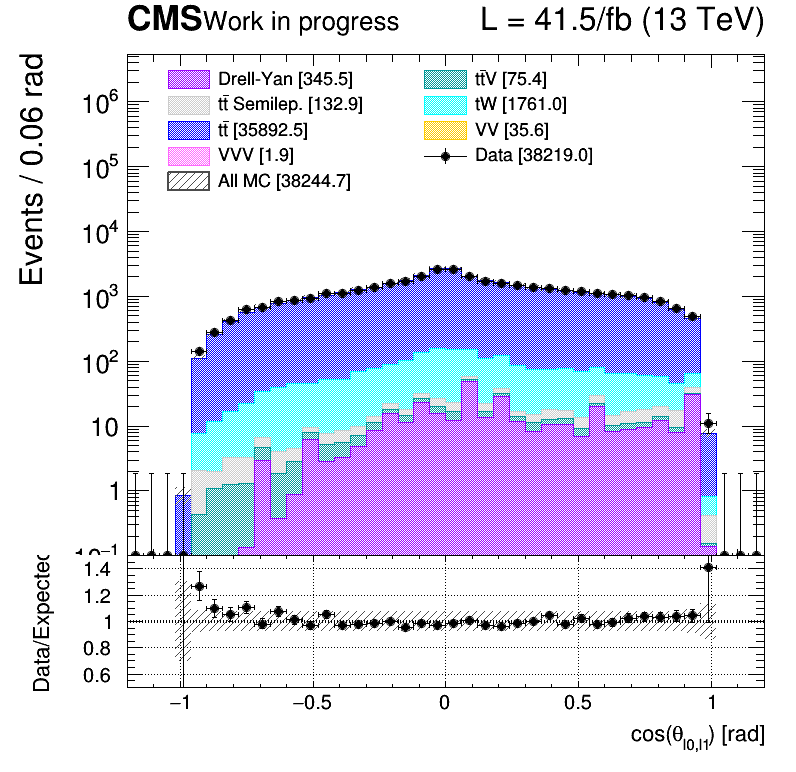 CMS Work in progress L = 41.5/fb (13 TeV)
Events / 0.06 rad
Drell-Yan [345.5]
tt̄ Semilep. [132.9]
tt̄ [35892.5]
VVV [1.9]
All MC [38244.7]
tt̄V [75.4]
tW [1761.0]
VV [35.6]
Data [38219.0]
10⁶
10⁵
10⁴
10³
10²
10
1
10⁻¹
Data/Expected
1.4
1.2
1
0.8
0.6
−1 −0.5 0 0.5 1
cos(θ_l0,l1) [rad]